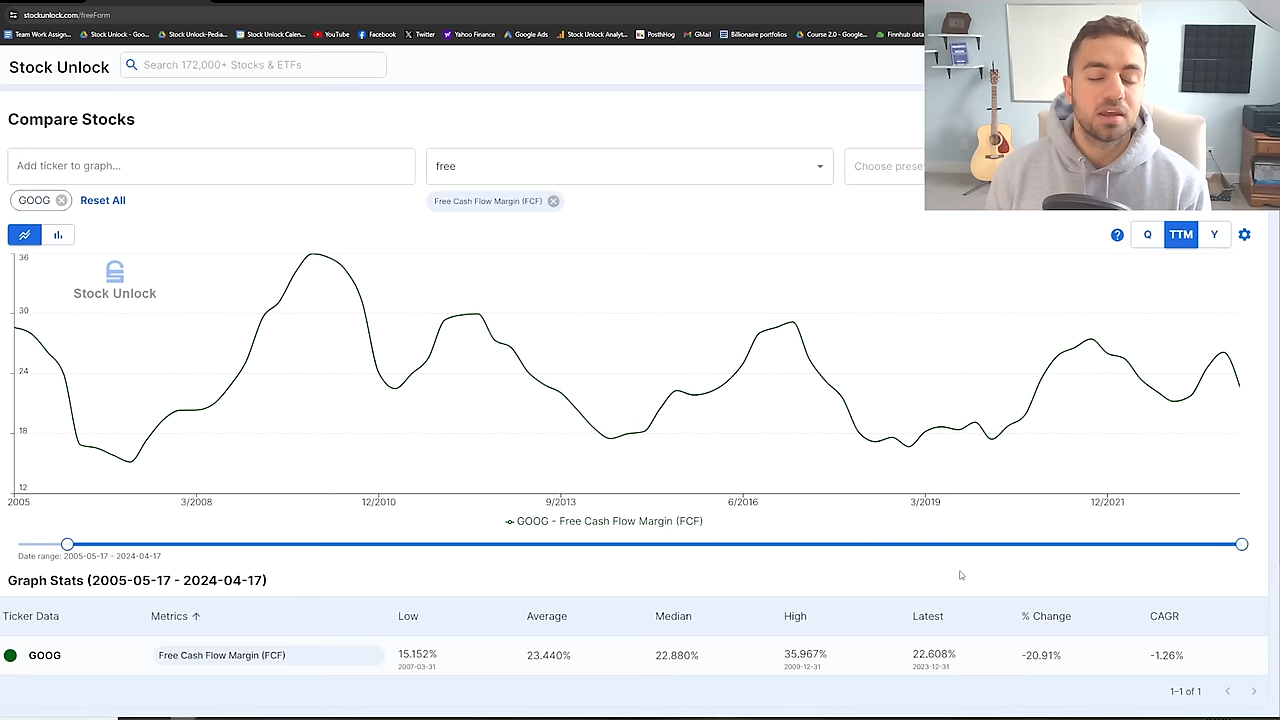 stockunlock.com/freeForm
Team Work Assign... Stock Unlock - Goo... Stock Unlock-Pedia... Stock Unlock Calen... YouTube Facebook Twitter Yahoo Finance Google Ads Stock Unlock Analyt... PostHog GMail Billionaire portfolios Course 2.0 - Google... Finnhub data
Stock Unlock Search 172,000+ Stocks & ETFs
Compare Stocks
Add ticker to graph... free Choose prese
GOOG Reset All Free Cash Flow Margin (FCF)
Q TTM Y
36
Stock Unlock
30
24
18
12
2005 3/2008 12/2010 9/2013 6/2016 3/2019 12/2021
GOOG - Free Cash Flow Margin (FCF)
Date range: 2005-05-17 - 2024-04-17
Graph Stats (2005-05-17 - 2024-04-17)
Ticker Data Metrics Low Average Median High Latest % Change CAGR
GOOG Free Cash Flow Margin (FCF) 15.152% 23.440% 22.880% 35.967% 22.608% -20.91% -1.26%
2007-03-31 2009-12-31 2023-12-31
1–1 of 1